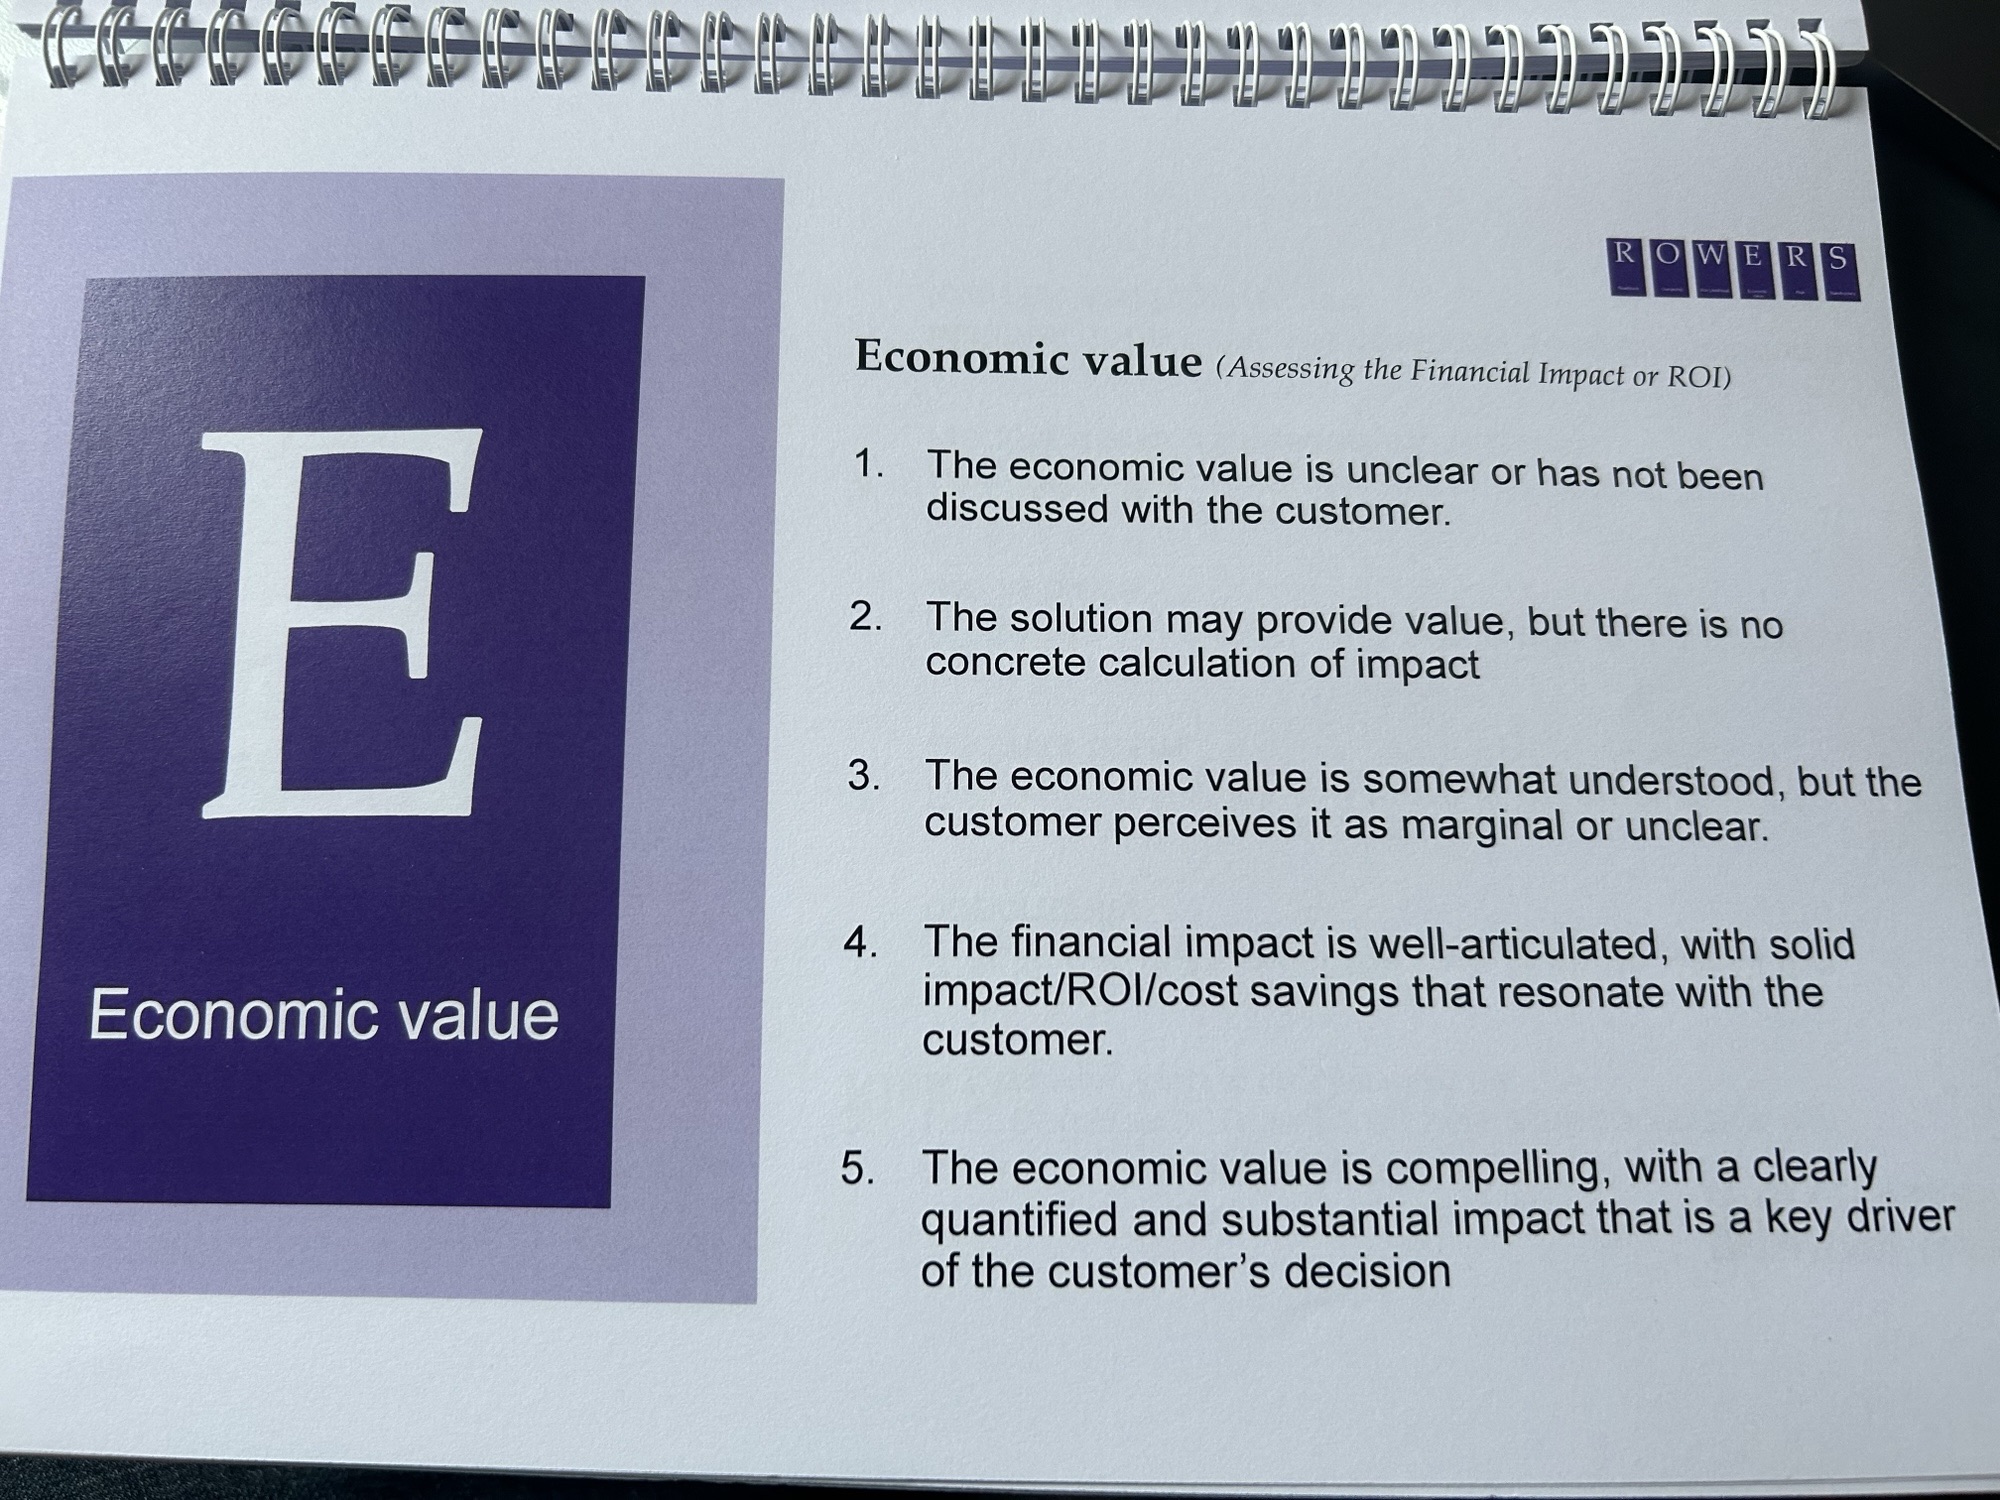 E
Economic value
R O W E R S
Economic value (Assessing the Financial Impact or ROI)
1. The economic value is unclear or has not been
discussed with the customer.
2. The solution may provide value, but there is no
concrete calculation of impact
3. The economic value is somewhat understood, but the
customer perceives it as marginal or unclear.
4. The financial impact is well-articulated, with solid
impact/ROI/cost savings that resonate with the
customer.
5. The economic value is compelling, with a clearly
quantified and substantial impact that is a key driver
of the customer’s decision